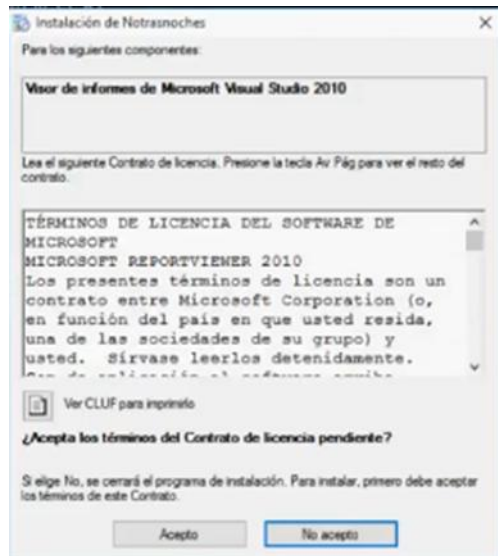 Instalación de Notrasnoches
Para los siguientes componentes:
Visor de informes de Microsoft Visual Studio 2010
Lea el siguiente Contrato de licencia. Presione la tecla Av Pág para ver el resto del
contrato.
TÉRMINOS DE LICENCIA DEL SOFTWARE DE
MICROSOFT
MICROSOFT REPORTVIEWER 2010
Los presentes términos de licencia son un
contrato entre Microsoft Corporation (o,
en función del país en que usted resida,
una de las sociedades de su grupo) y
usted. Sírvase leerlos detenidamente.
Ver CLUF para imprimirlo
¿Acepta los términos del Contrato de licencia pendiente?
Si elige No, se cerrará el programa de instalación. Para instalar, primero debe aceptar
los términos de este Contrato.
Acepto
No acepto